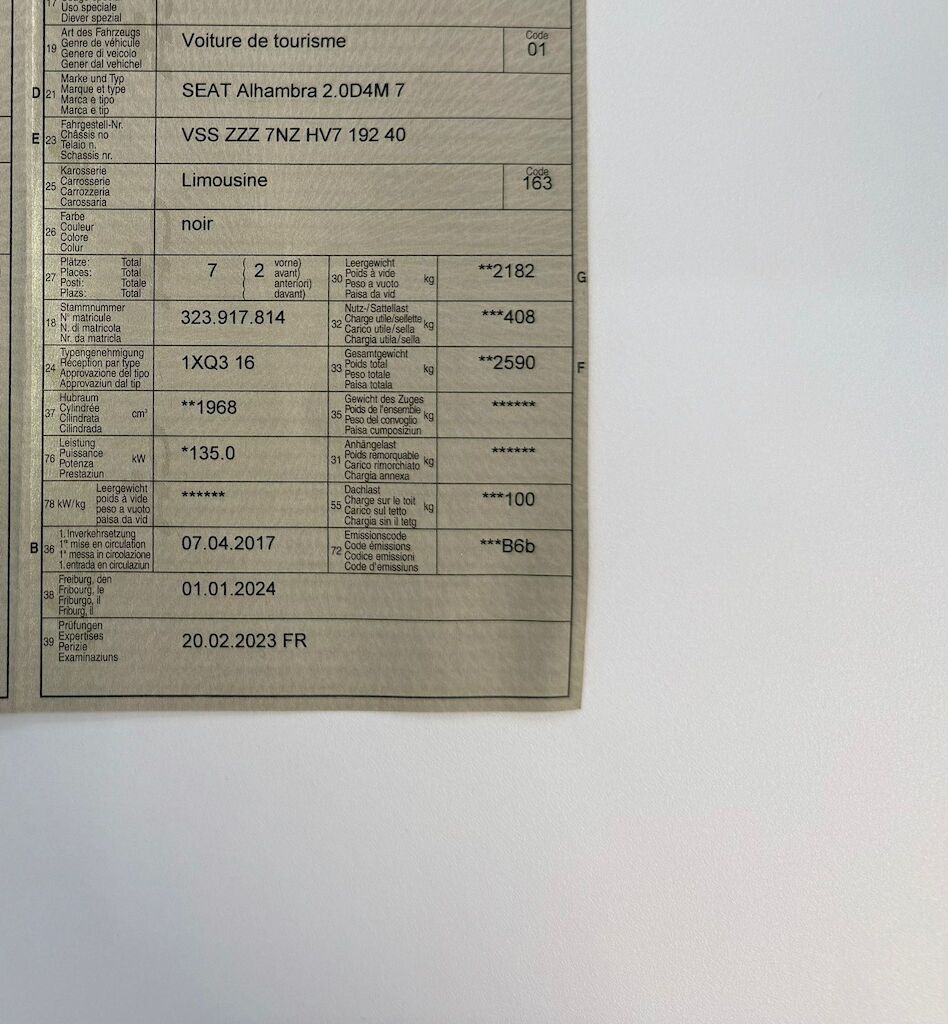 17
Uso speciale
Diever spezial
19
Art des Fahrzeugs
Genre de véhicule
Genere di veicolo
Gener dal vehichel
Voiture de tourisme
Code
01
D
21
Marke und Typ
Marque et type
Marca e tipo
Marca e tip
SEAT Alhambra 2.0D4M 7
E
23
Fahrgestell-Nr.
Châssis no
Telaio n.
Schassis nr.
VSS ZZZ 7NZ HV7 192 40
25
Karosserie
Carrosserie
Carrozzeria
Carossaria
Limousine
Code
163
26
Farbe
Couleur
Colore
Colur
noir
27
Plätze: Total
Places: Total
Posti: Totale
Plazs: Total
7 ( 2 vorne)
( avant)
( anteriori)
( davant)
30
Leergewicht
Poids à vide
Peso a vuoto
Paisa da vid
kg
**2182
G
18
Stammnummer
N° matricule
N. di matricola
Nr. da matricla
323.917.814
32
Nutz-/Sattellast
Charge utile/sellette
Carico utile/sella
Chargia utila/sella
kg
***408
24
Typengenehmigung
Réception par type
Approvazione del tipo
Approvaziun dal tip
1XQ3 16
33
Gesamtgewicht
Poids total
Peso totale
Paisa totala
kg
**2590
F
37
Hubraum
Cylindrée
Cilindrata
Cilindrada
cm³
**1968
35
Gewicht des Zuges
Poids de l'ensemble
Peso del convoglio
Paisa cumposiziun
kg
******
76
Leistung
Puissance
Potenza
Prestaziun
kW
*135.0
31
Anhängelast
Poids remorquable
Carico rimorchiato
Chargia annexa
kg
******
78 kW/kg
Leergewicht
poids à vide
peso a vuoto
paisa da vid
******
55
Dachlast
Charge sur le toit
Carico sul tetto
Chargia sin il tetg
kg
***100
B
36
1. Inverkehrsetzung
1re mise en circulation
1a messa in circolazione
1. entrada en circulaziun
07.04.2017
72
Emissionscode
Code émissions
Codice emissioni
Code d'emissiuns
***B6b
38
Freiburg, den
Fribourg, le
Friburgo, il
Friburg, il
01.01.2024
39
Prüfungen
Expertises
Perizie
Examinaziuns
20.02.2023 FR